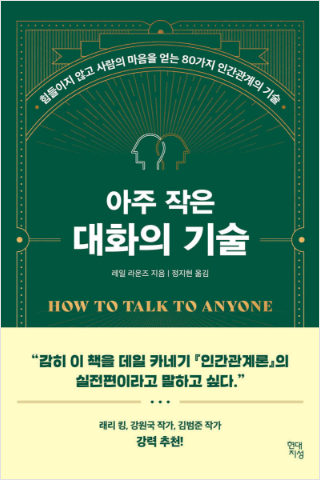 힘들이지 않고 사람의 마음을 얻는 80가지 인간관계의 기술
아주 작은
대화의 기술
레일 라운즈 지음 | 정지현 옮김
HOW TO TALK TO ANYONE
“감히 이 책을 데일 카네기 『인간관계론』의
실전편이라고 말하고 싶다.”
래리 킹, 강원국 작가, 김범준 작가
강력 추천!
현대
지성